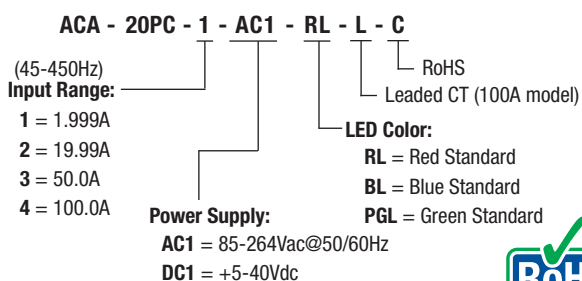 ACA - 20PC - 1 - AC1 - RL - L - C
RoHS
Leaded CT (100A model)
(45-450Hz)
Input Range:
1 = 1.999A
2 = 19.99A
3 = 50.0A
4 = 100.0A
LED Color:
RL = Red Standard
BL = Blue Standard
PGL = Green Standard
Power Supply:
AC1 = 85-264Vac@50/60Hz
DC1 = +5-40Vdc